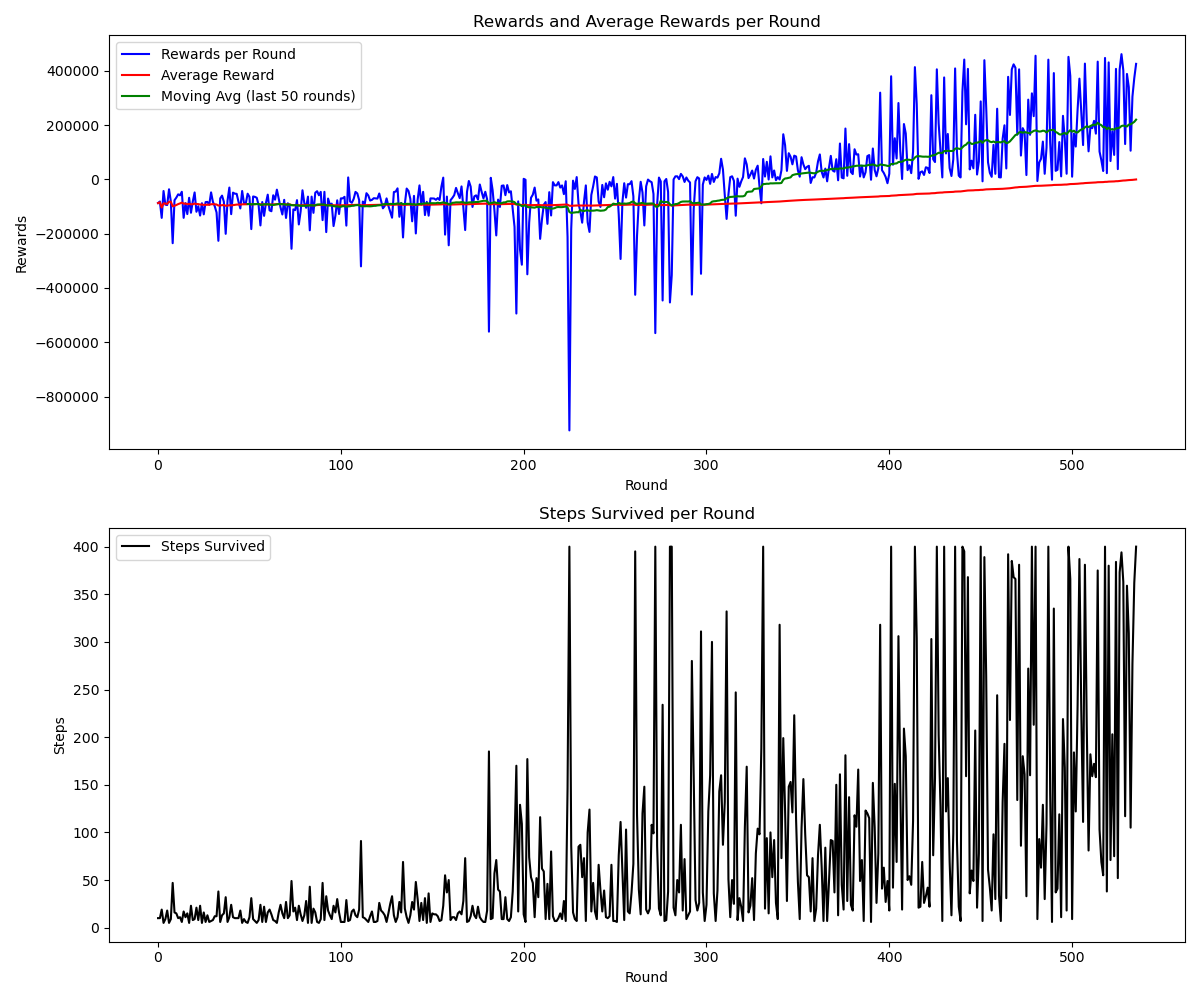 Rewards and Average Rewards per Round
Rewards per Round
Average Reward
Moving Avg (last 50 rounds)
400000
200000
0
−200000
−400000
−600000
−800000
Rewards
0 100 200 300 400 500
Round
Steps Survived per Round
Steps Survived
400
350
300
250
200
150
100
50
0
Steps
0 100 200 300 400 500
Round